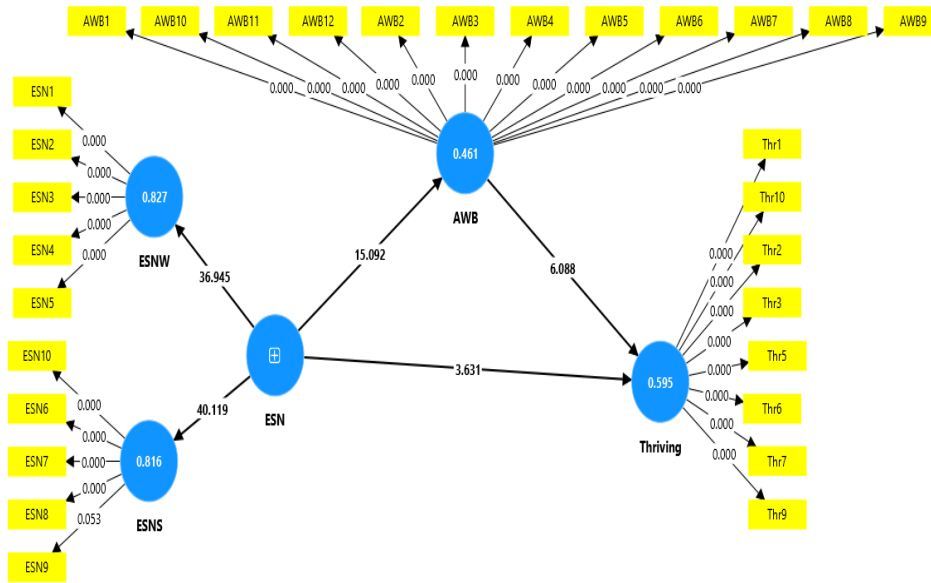 AWB1 AWB10 AWB11 AWB12 AWB2 AWB3 AWB4 AWB5 AWB6 AWB7 AWB8 AWB9
0.000 0.000 0.000 0.000 0.000 0.000 0.000 0.000 0.000 0.000 0.000 0.000
0.461
AWB
ESN1
ESN2
ESN3
ESN4
ESN5
0.000
0.000
0.000
0.000
0.000
0.827
ESNW
36.945
15.092
6.088
ESN
3.631
40.119
ESN10
ESN6
ESN7
ESN8
ESN9
0.000
0.000
0.000
0.000
0.053
0.816
ESNS
0.595
Thriving
0.000
0.000
0.000
0.000
0.000
0.000
0.000
0.000
Thr1
Thr10
Thr2
Thr3
Thr5
Thr6
Thr7
Thr9